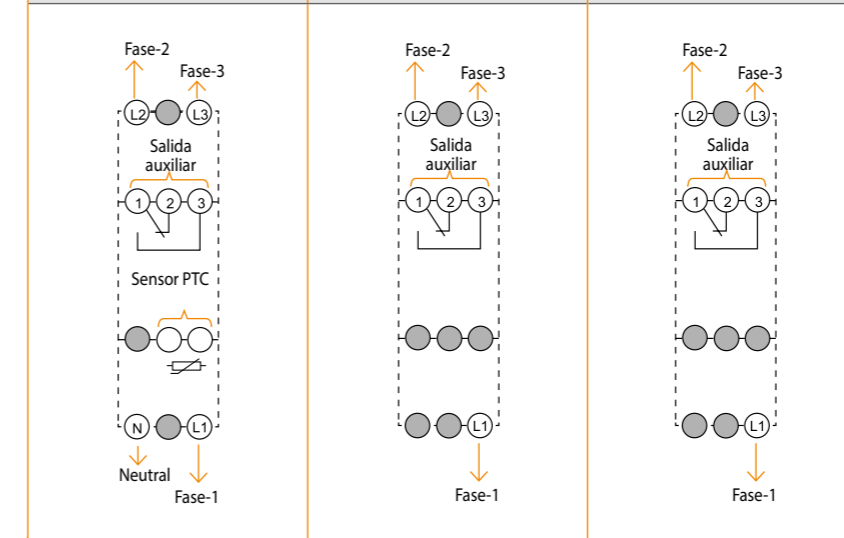 Fase-2
Fase-3
L2
L3
Salida
auxiliar
1 2 3
Sensor PTC
N
L1
Neutral
Fase-1
Fase-2
Fase-3
L2
L3
Salida
auxiliar
1 2 3
L1
Fase-1
Fase-2
Fase-3
L2
L3
Salida
auxiliar
1 2 3
L1
Fase-1